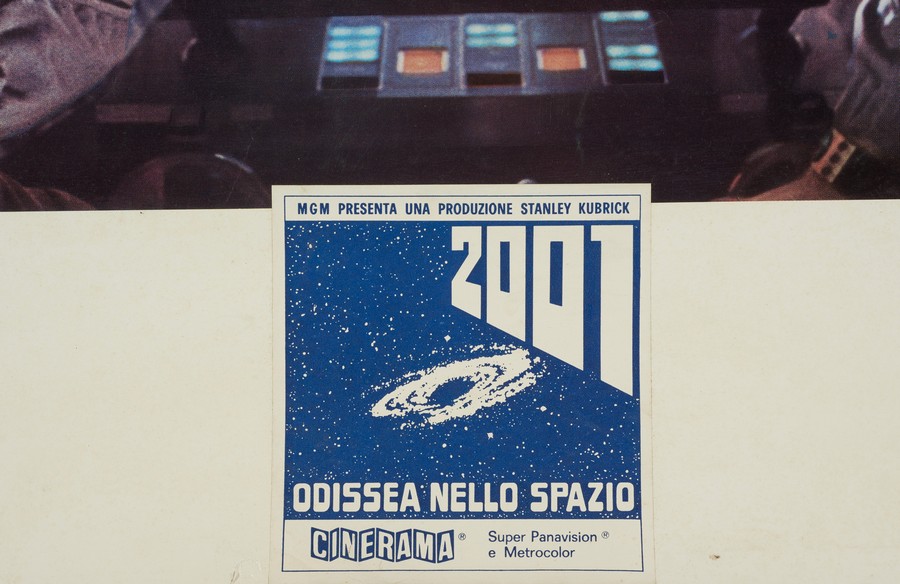 MGM PRESENTA UNA PRODUZIONE STANLEY KUBRICK
2001
ODISSEA NELLO SPAZIO
CINERAMA® Super Panavision®
e Metrocolor